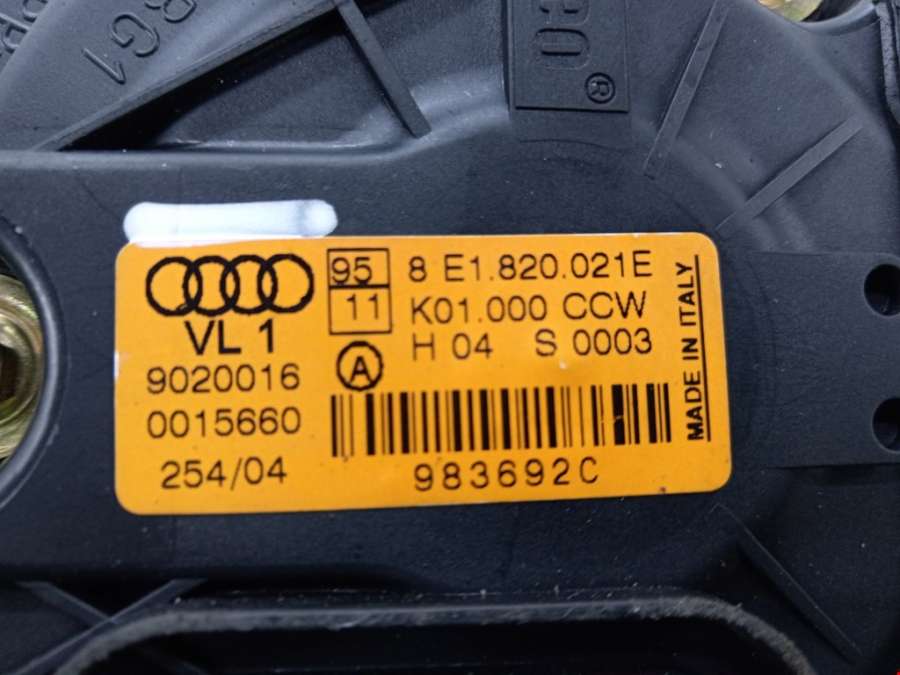 RG1
®
95
11
8 E1.820.021E
K01.000 CCW
VL 1
H 04 S 0003
9020016
A
0015660
254/04
983692C
MADE IN ITALY